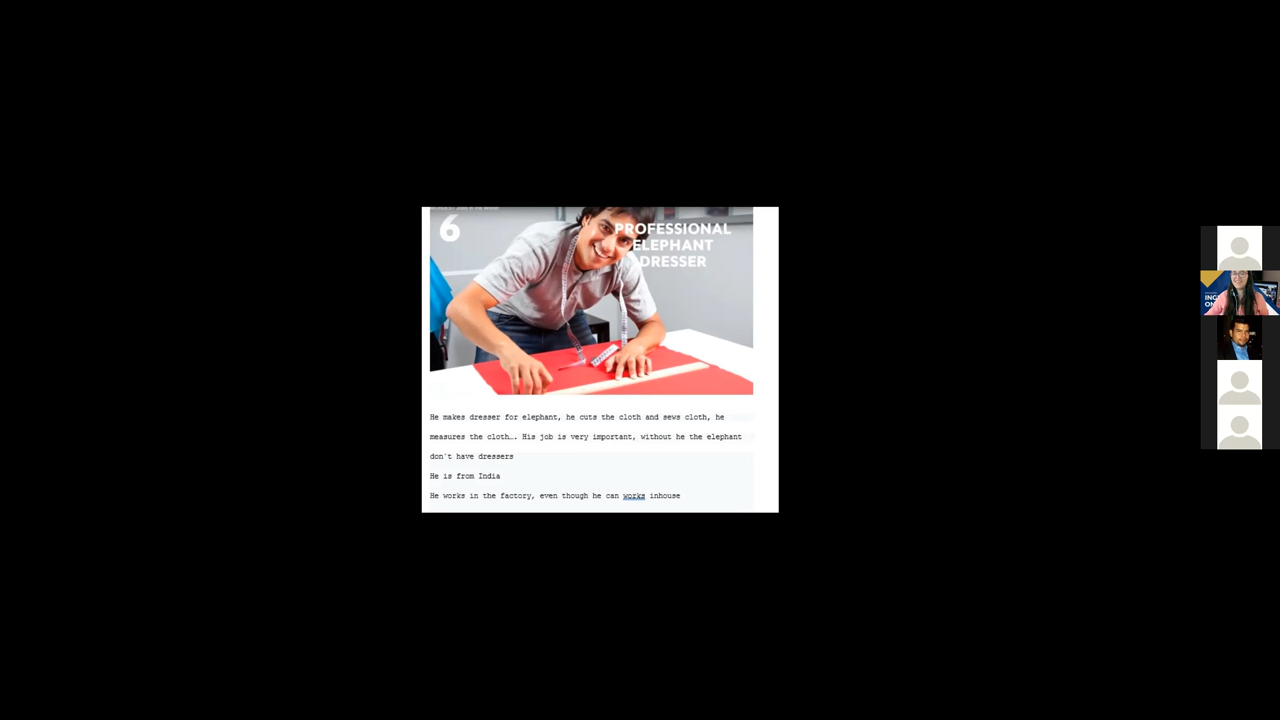 6
PROFESSIONAL
ELEPHANT
DRESSER
He makes dresser for elephant, he cuts the cloth and sews cloth, he
measures the cloth…. His job is very important, without he the elephant
don't have dressers
He is from India
He works in the factory, even though he can works inhouse